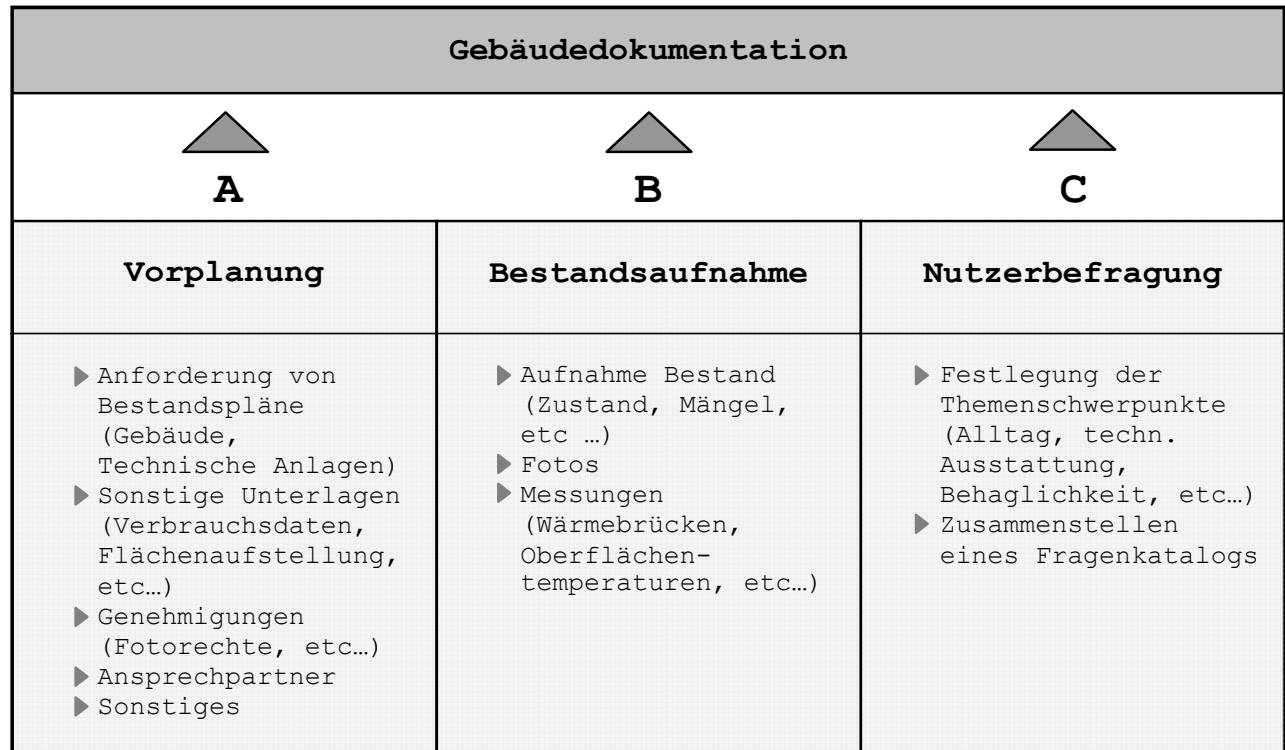 Gebäudedokumentation
A
B
C
Vorplanung
Bestandsaufnahme
Nutzerbefragung
Anforderung von
Bestandspläne
(Gebäude,
Technische Anlagen)
Sonstige Unterlagen
(Verbrauchsdaten,
Flächenaufstellung,
etc…)
Genehmigungen
(Fotorechte, etc…)
Ansprechpartner
Sonstiges
Aufnahme Bestand
(Zustand, Mängel,
etc …)
Fotos
Messungen
(Wärmebrücken,
Oberflächen-
temperaturen, etc…)
Festlegung der
Themenschwerpunkte
(Alltag, techn.
Ausstattung,
Behaglichkeit, etc…)
Zusammenstellen
eines Fragenkatalogs